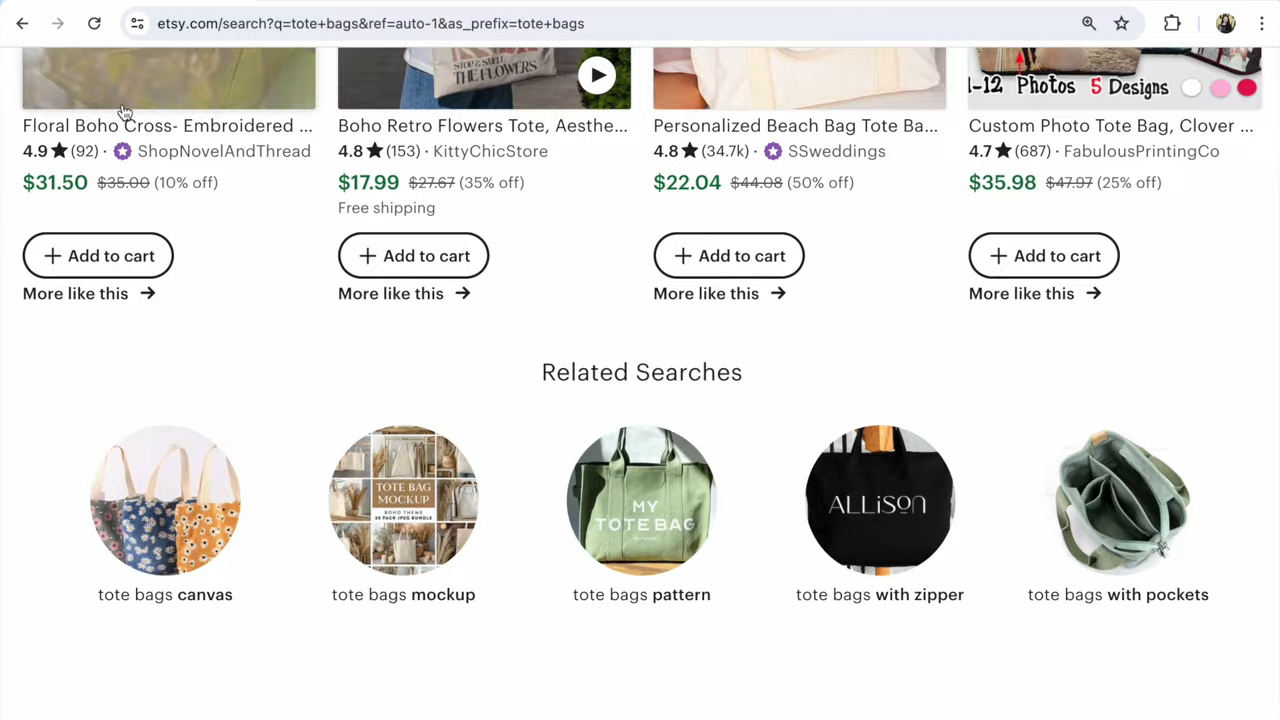 etsy.com/search?q=tote+bags&ref=auto-1&as_prefix=tote+bags
STOP & SMELL
THE FLOWERS
1-12 Photos 5 Designs
Floral Boho Cross- Embroidered ...
4.9 (92) · ShopNovelAndThread
$31.50 $35.00 (10% off)
+ Add to cart
More like this →
Boho Retro Flowers Tote, Aesthe...
4.8 (153) · KittyChicStore
$17.99 $27.67 (35% off)
Free shipping
+ Add to cart
More like this →
Personalized Beach Bag Tote Ba...
4.8 (34.7k) · SSweddings
$22.04 $44.08 (50% off)
+ Add to cart
More like this →
Custom Photo Tote Bag, Clover ...
4.7 (687) · FabulousPrintingCo
$35.98 $47.97 (25% off)
+ Add to cart
More like this →
Related Searches
TOTE BAG
MOCKUP
BOHO THEME
MY
TOTE BAG
ALLISON
tote bags canvas
tote bags mockup
tote bags pattern
tote bags with zipper
tote bags with pockets